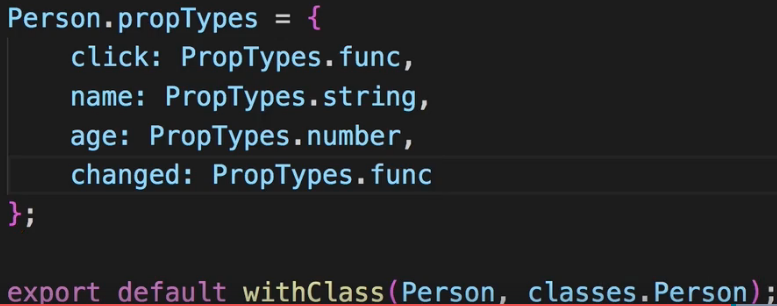 Person.propTypes = {
    click: PropTypes.func,
    name: PropTypes.string,
    age: PropTypes.number,
    changed: PropTypes.func
};
export default withClass(Person, classes.Person);